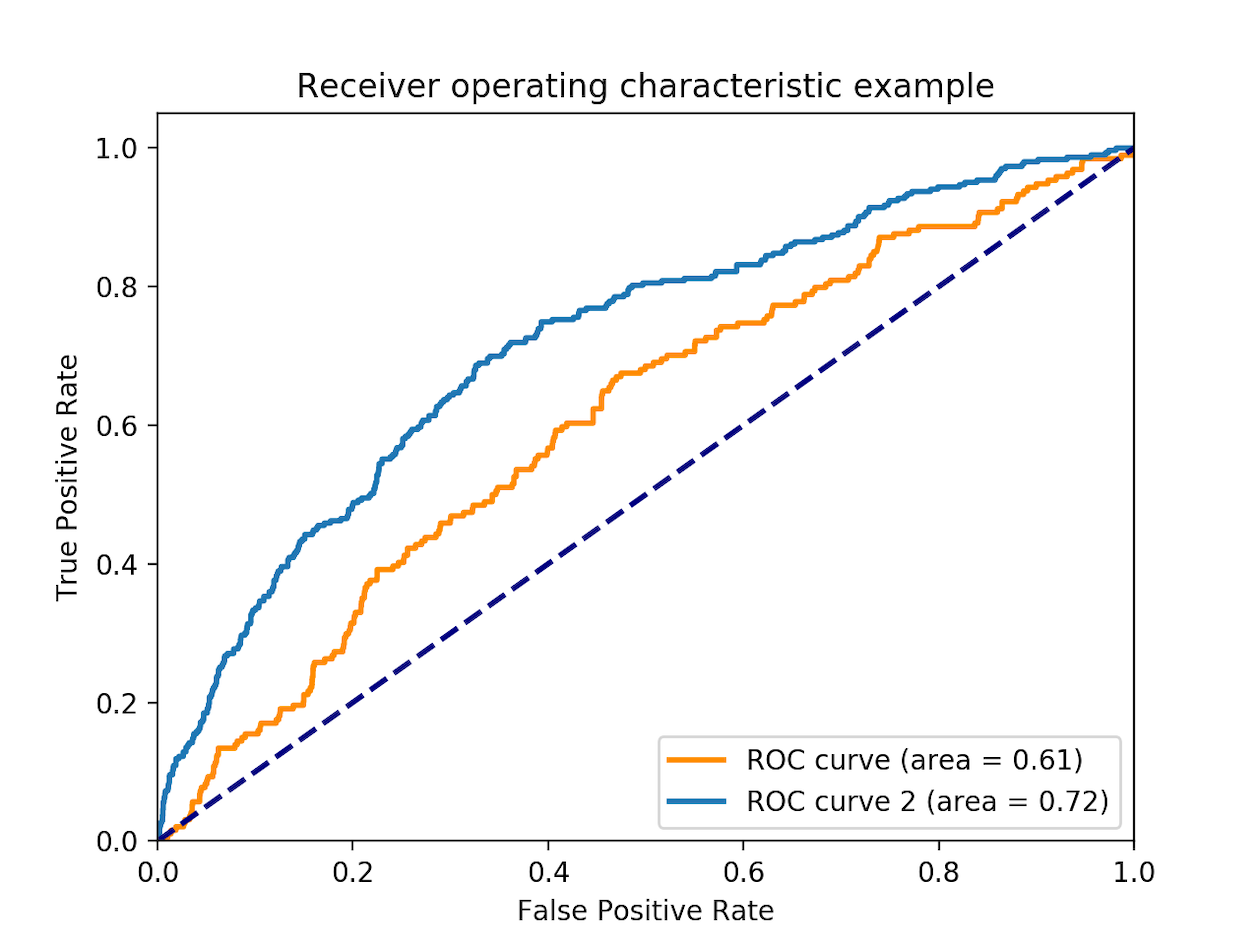 Receiver operating characteristic example
True Positive Rate
1.0
0.8
0.6
0.4
0.2
0.0
0.0 0.2 0.4 0.6 0.8 1.0
False Positive Rate
ROC curve (area = 0.61)
ROC curve 2 (area = 0.72)